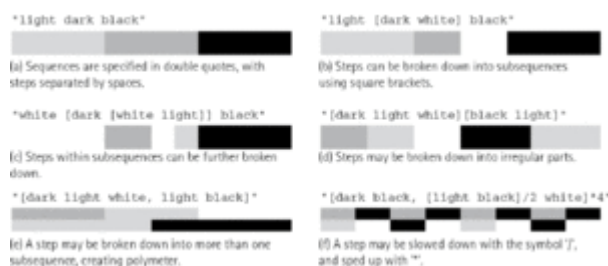 "light dark black"
(a) Sequences are specified in double quotes, with
steps separated by spaces.
"light [dark white] black"
(b) Steps can be broken down into subsequences
using square brackets.
"white [dark [white light]] black"
(c) Steps within subsequences can be further broken
down.
"[dark light white][black light]"
(d) Steps may be broken down into irregular parts.
"[dark light white, light black]"
(e) A step may be broken down into more than one
subsequence, creating polymeter.
"[dark black, [light black]/2 white]*4"
(f) A step may be slowed down with the symbol '/',
and sped up with '*'.